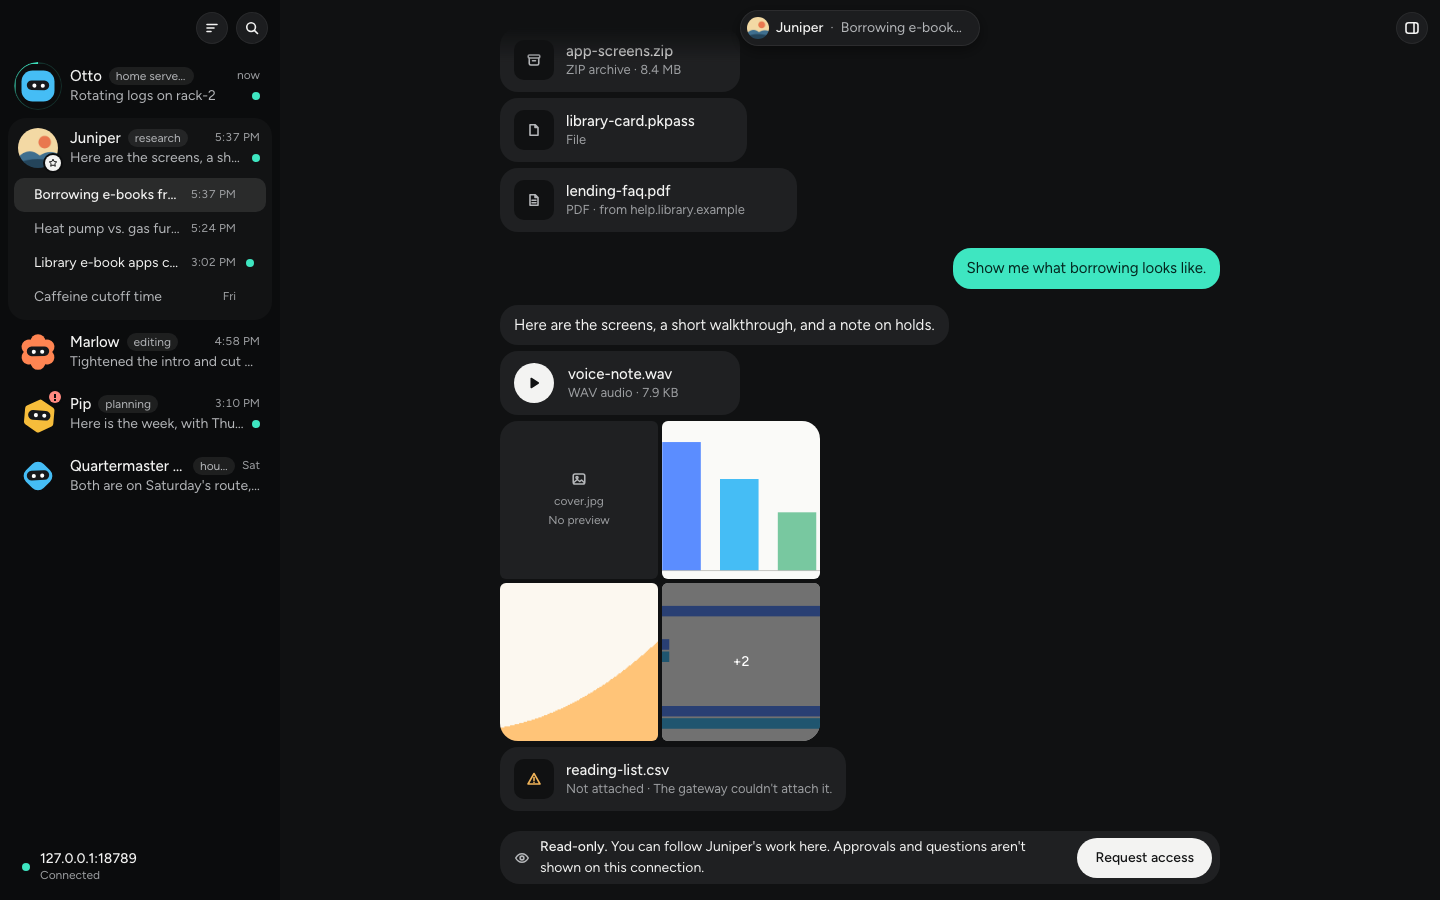 Otto home serve... now
Rotating logs on rack-2
Juniper research 5:37 PM
Here are the screens, a sh...
Borrowing e-books fr... 5:37 PM
Heat pump vs. gas fur... 5:24 PM
Library e-book apps c... 3:02 PM
Caffeine cutoff time Fri
Marlow editing 4:58 PM
Tightened the intro and cut ...
Pip planning 3:10 PM
Here is the week, with Thu...
Quartermaster ... hou... Sat
Both are on Saturday's route,...
127.0.0.1:18789
Connected
Juniper · Borrowing e-book...
app-screens.zip
ZIP archive · 8.4 MB
library-card.pkpass
File
lending-faq.pdf
PDF · from help.library.example
Show me what borrowing looks like.
Here are the screens, a short walkthrough, and a note on holds.
voice-note.wav
WAV audio · 7.9 KB
cover.jpg
No preview
+2
reading-list.csv
Not attached · The gateway couldn't attach it.
Read-only. You can follow Juniper's work here. Approvals and questions aren't
shown on this connection.
Request access